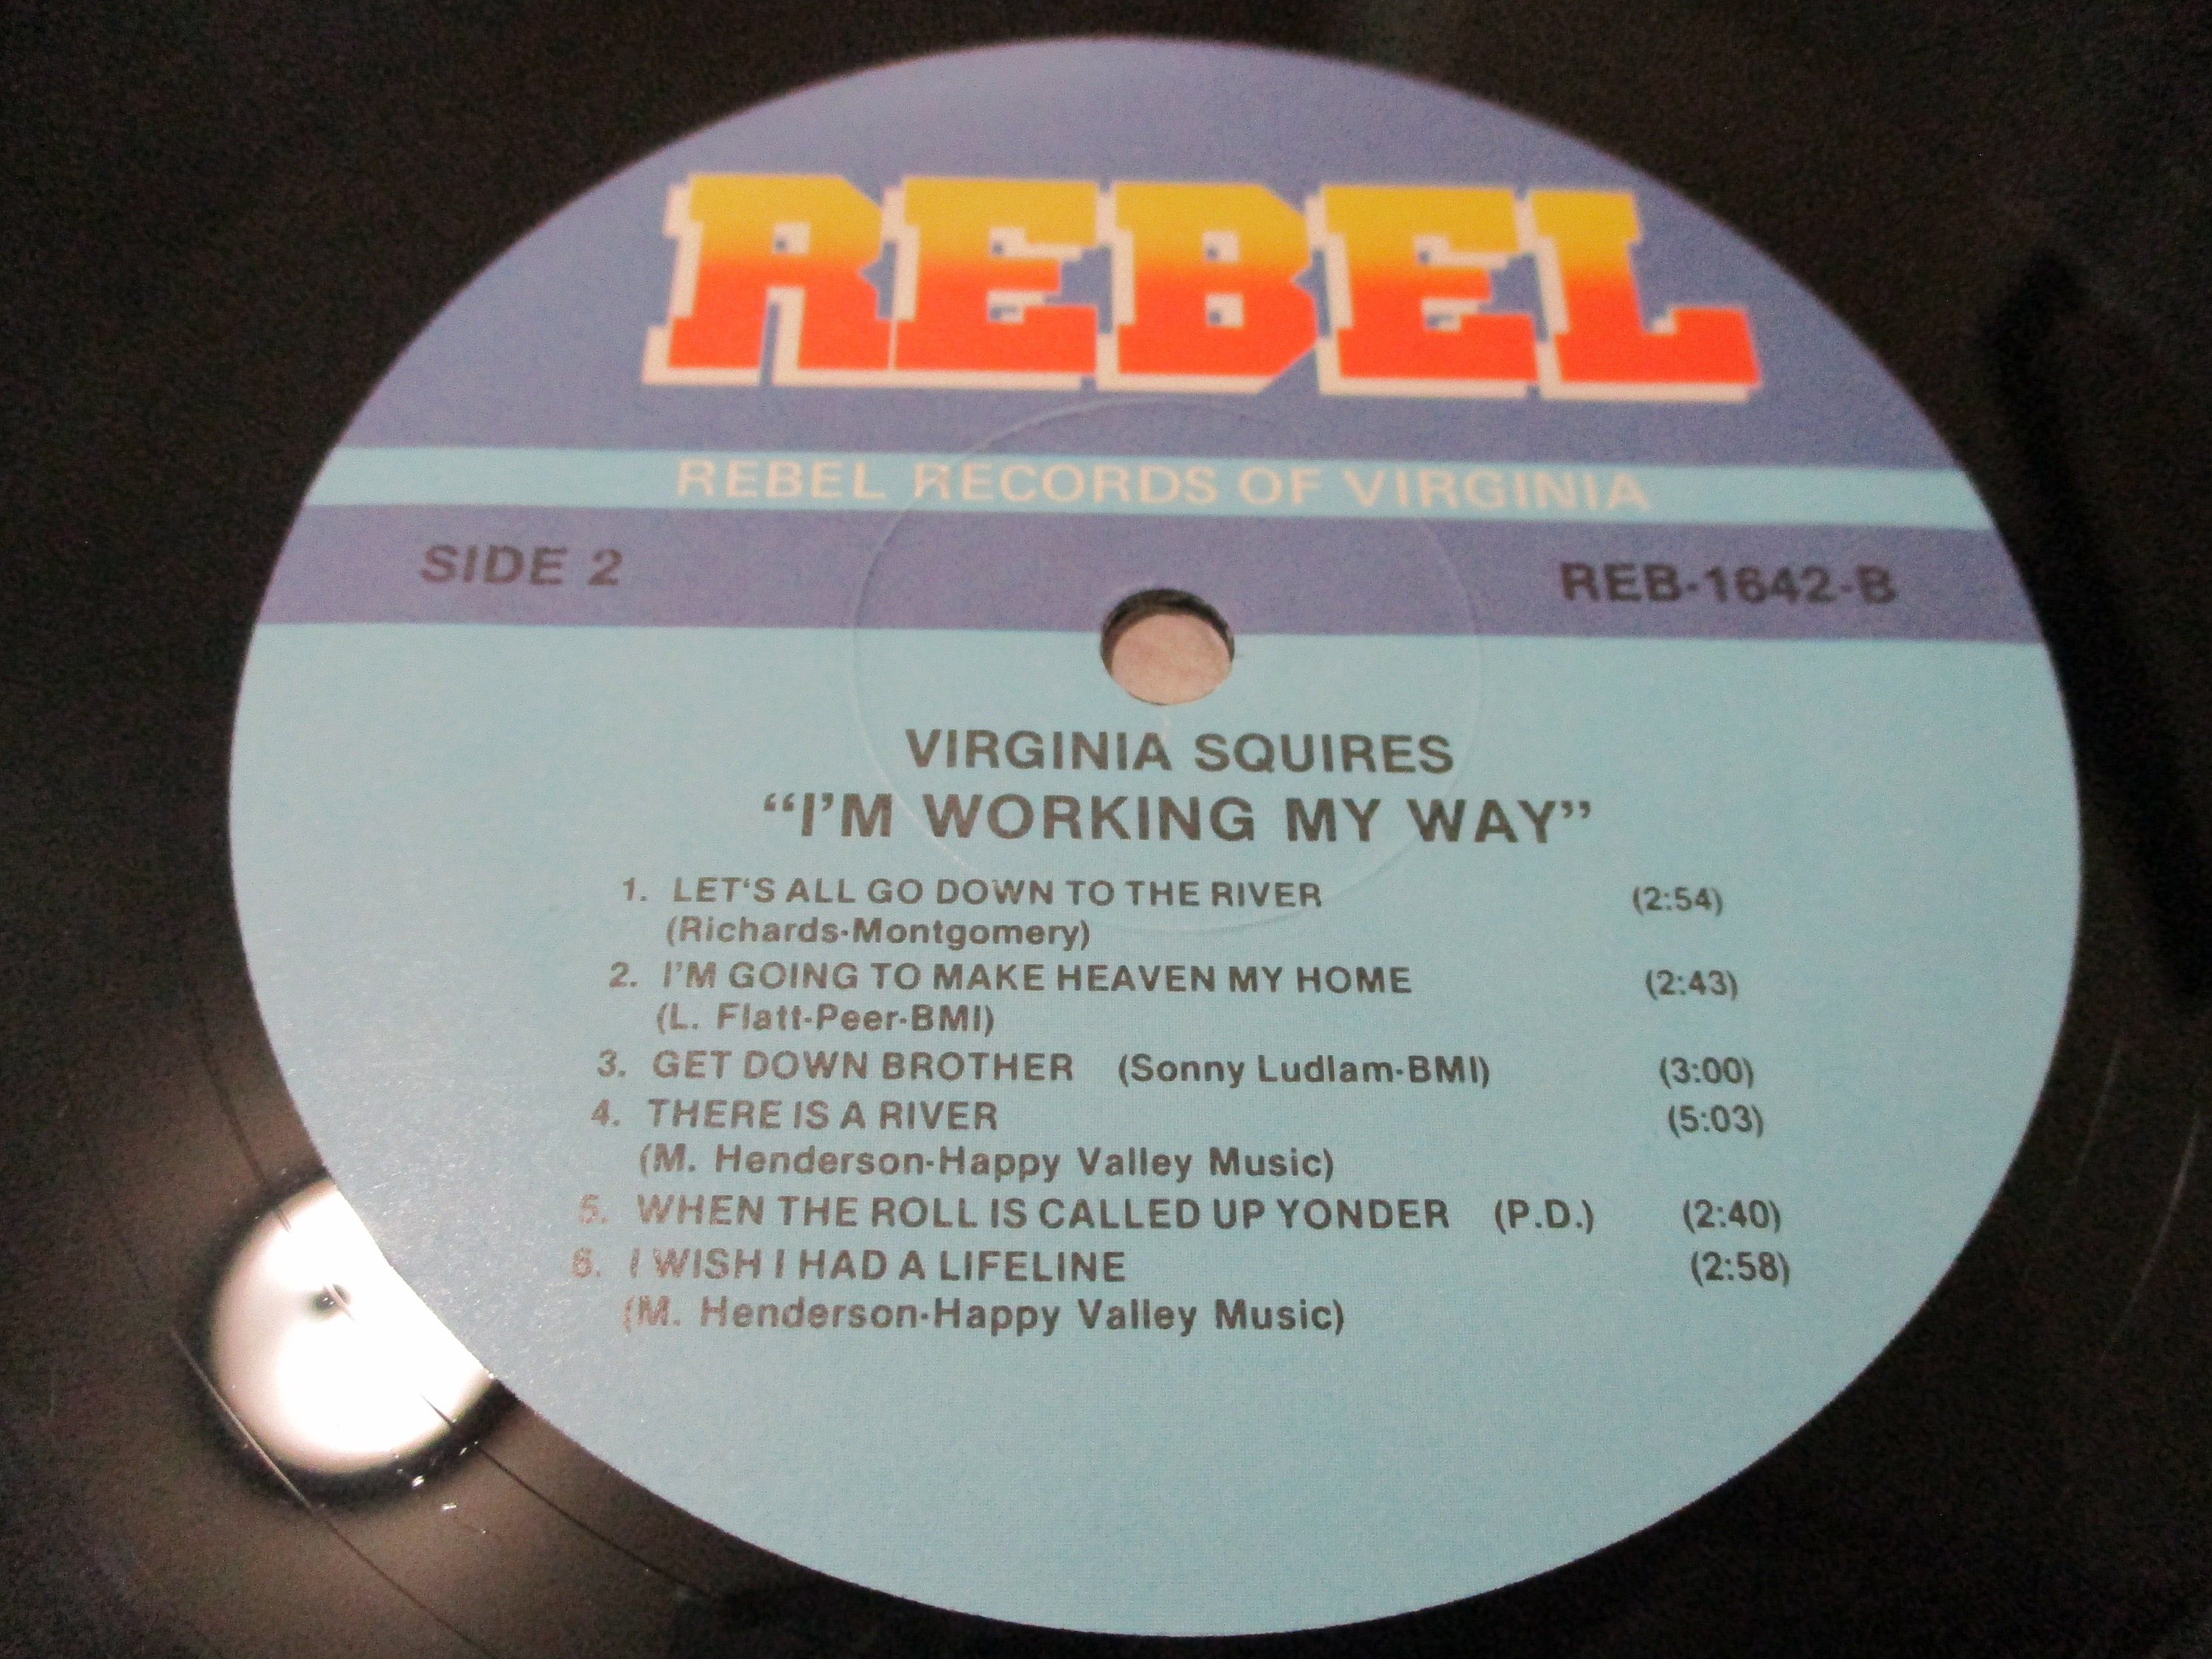 REBEL
REBEL RECORDS OF VIRGINIA
SIDE 2
REB-1642-B
VIRGINIA SQUIRES
“I’M WORKING MY WAY”
1. LET‘S ALL GO DOWN TO THE RIVER (2:54)
(Richards-Montgomery)
2. I’M GOING TO MAKE HEAVEN MY HOME (2:43)
(L. Flatt-Peer-BMI)
3. GET DOWN BROTHER (Sonny Ludlam-BMI) (3:00)
4. THERE IS A RIVER (5:03)
(M. Henderson-Happy Valley Music)
5. WHEN THE ROLL IS CALLED UP YONDER (P.D.) (2:40)
6. I WISH I HAD A LIFELINE (2:58)
(M. Henderson-Happy Valley Music)